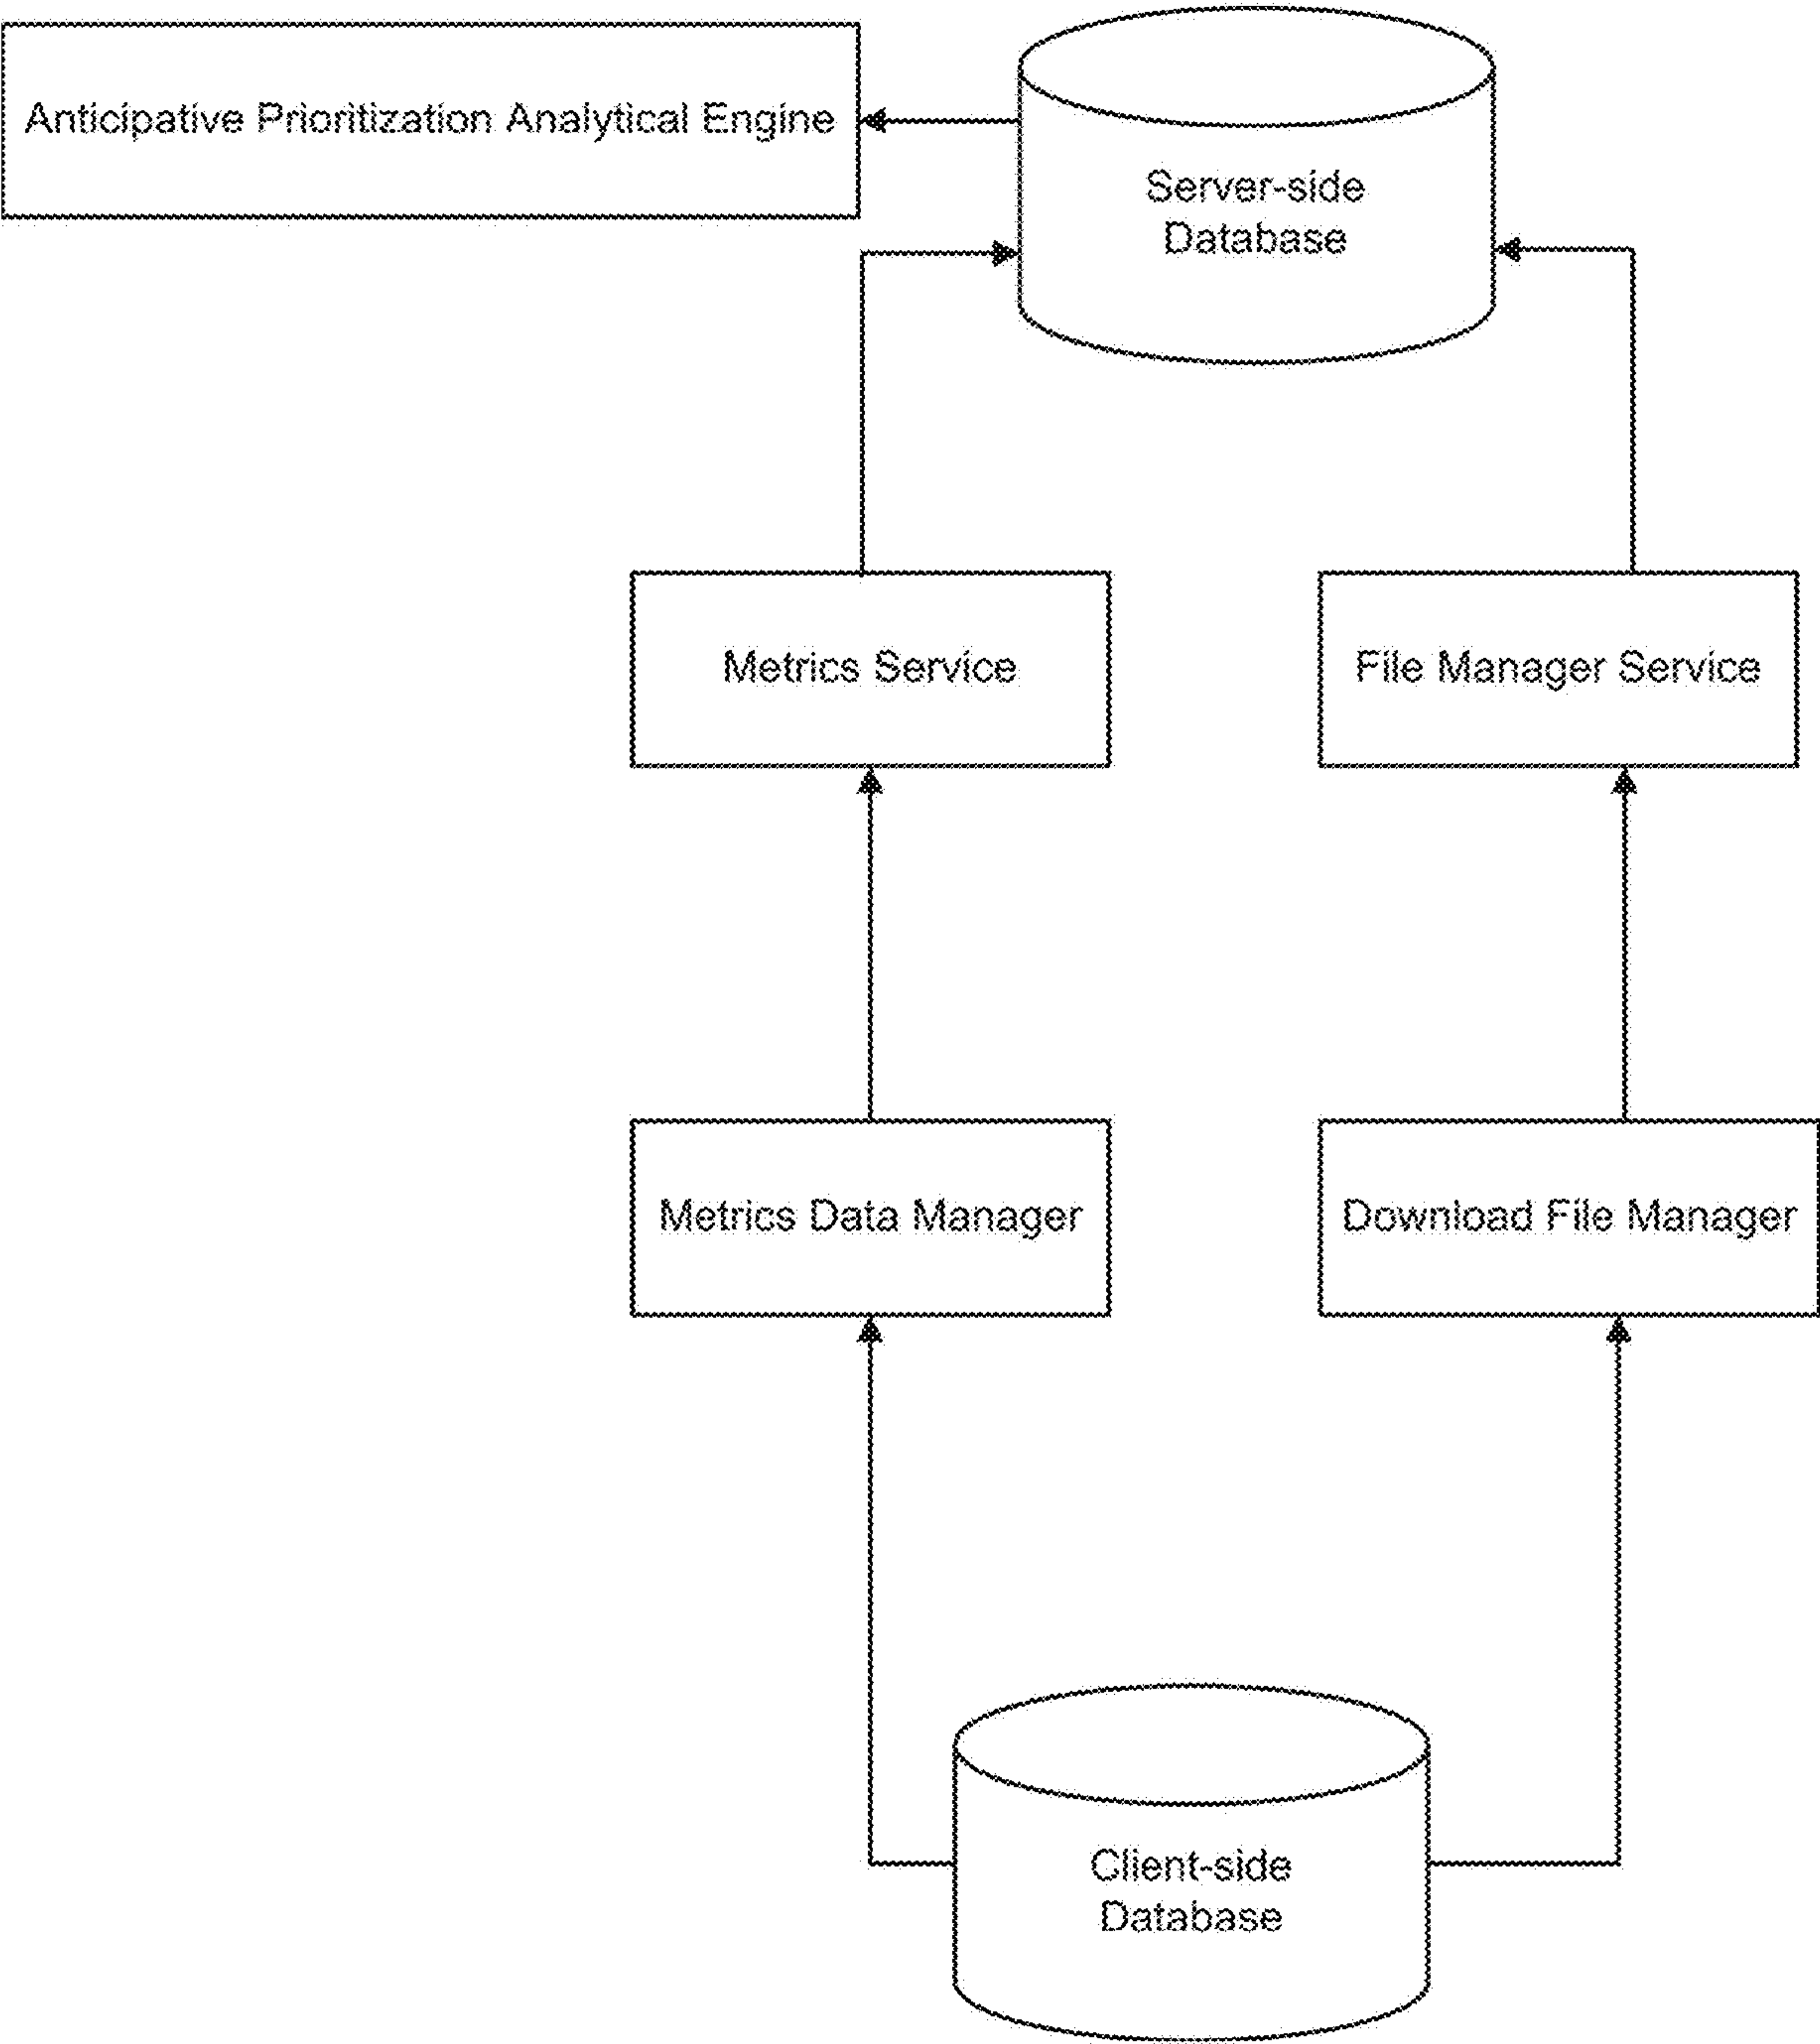 Anticipative Prioritization Analytical Engine
Server-side
Database
Metrics Service
File Manager Service
Metrics Data Manager
Download File Manager
Client-side
Database